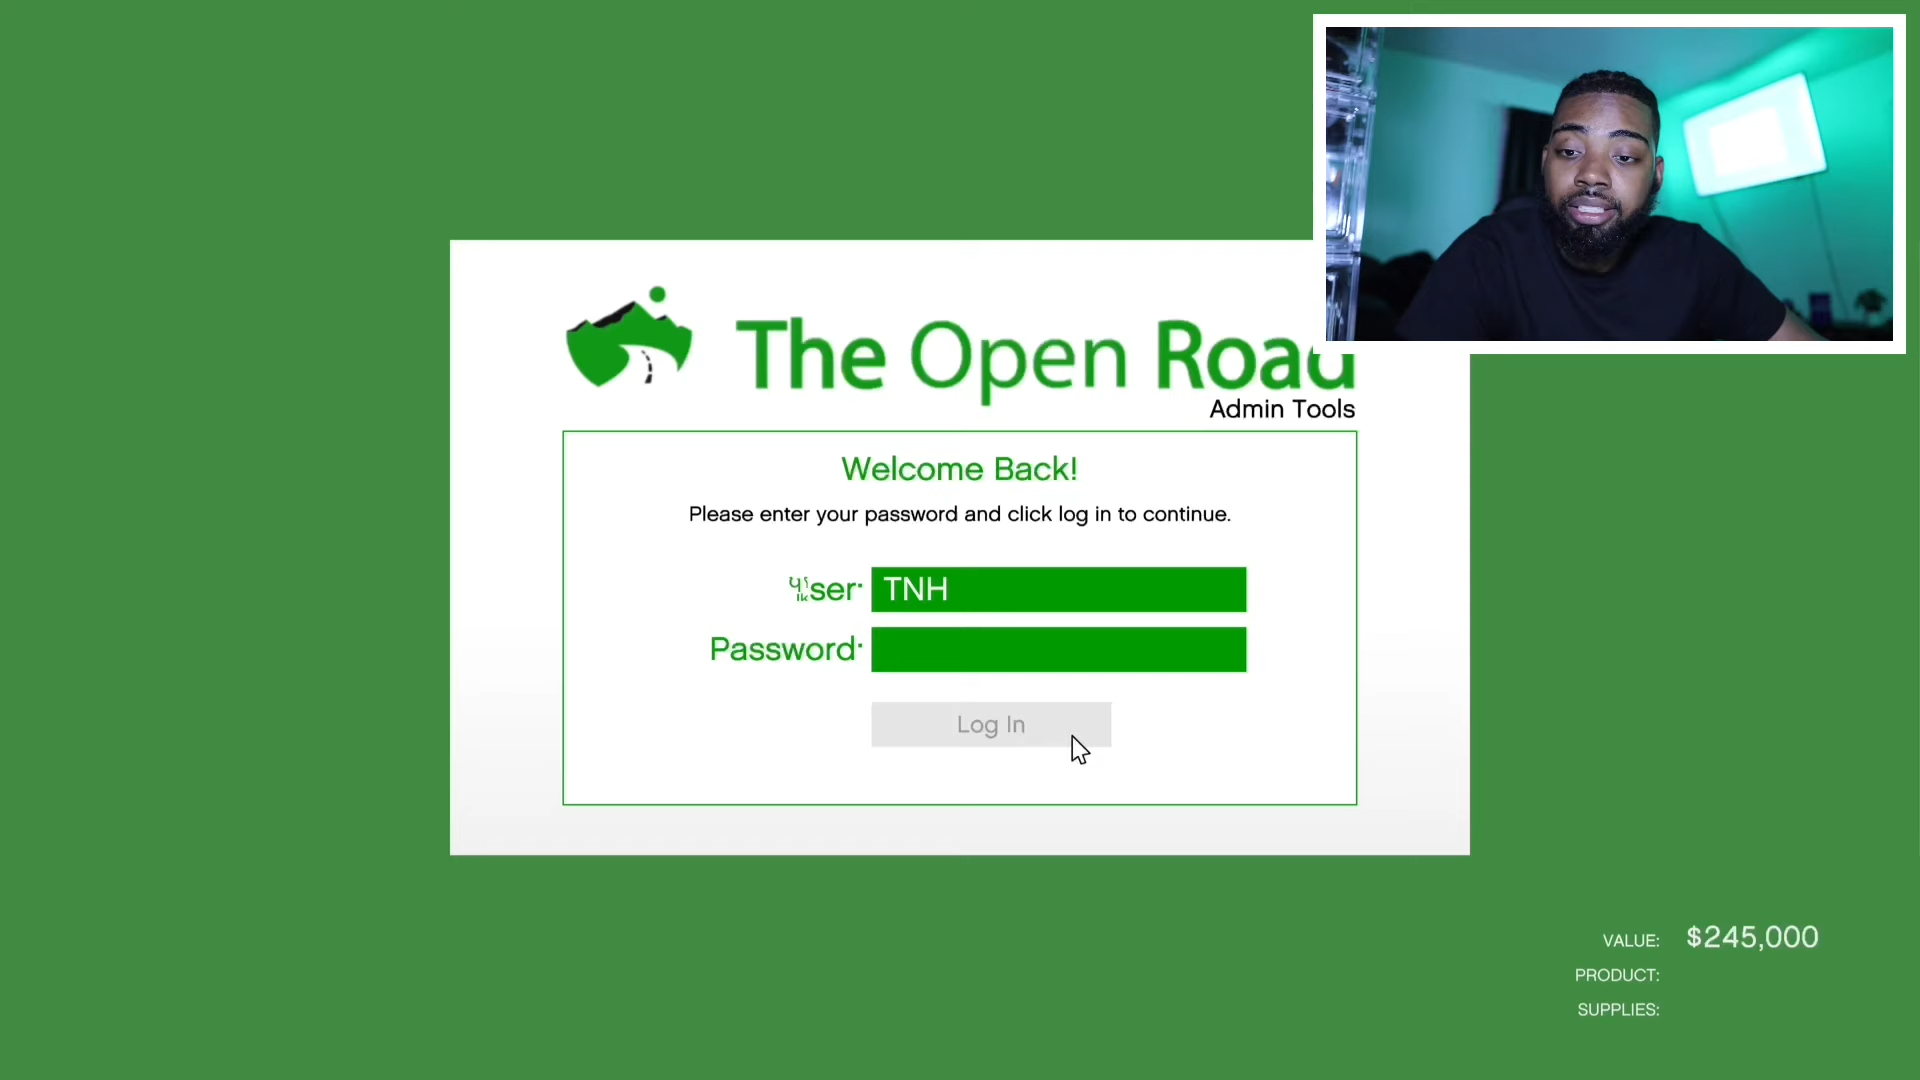 The Open Road
Admin Tools
Welcome Back!
Please enter your password and click log in to continue.
TNH
Password:
Log In
VALUE: $245,000
PRODUCT:
SUPPLIES: